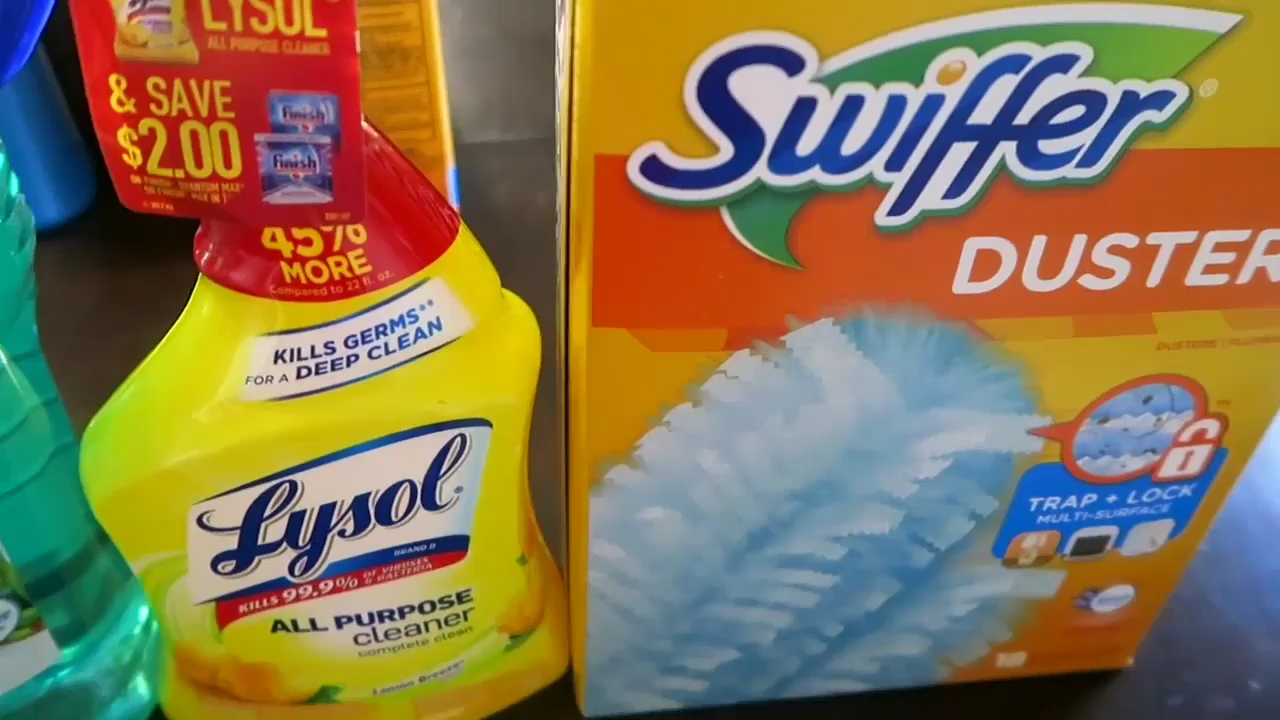 LYSOL
ALL PURPOSE CLEANER
& SAVE
$2.00
finish
finish
45%
MORE
Compared to 22 fl. oz.
KILLS GERMS**
FOR A DEEP CLEAN
Lysol
BRAND II
KILLS 99.9% OF VIRUSES & BACTERIA
ALL PURPOSE
cleaner
complete clean
Lemon Breeze
Swiffer®
DUSTER
TRAP + LOCK
MULTI-SURFACE